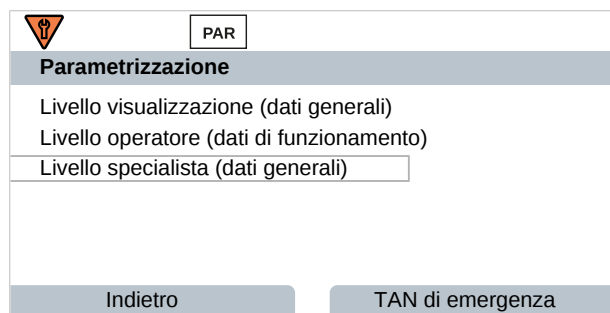 PAR
Parametrizzazione
Livello visualizzazione (dati generali)
Livello operatore (dati di funzionamento)
Livello specialista (dati generali)
Indietro
TAN di emergenza